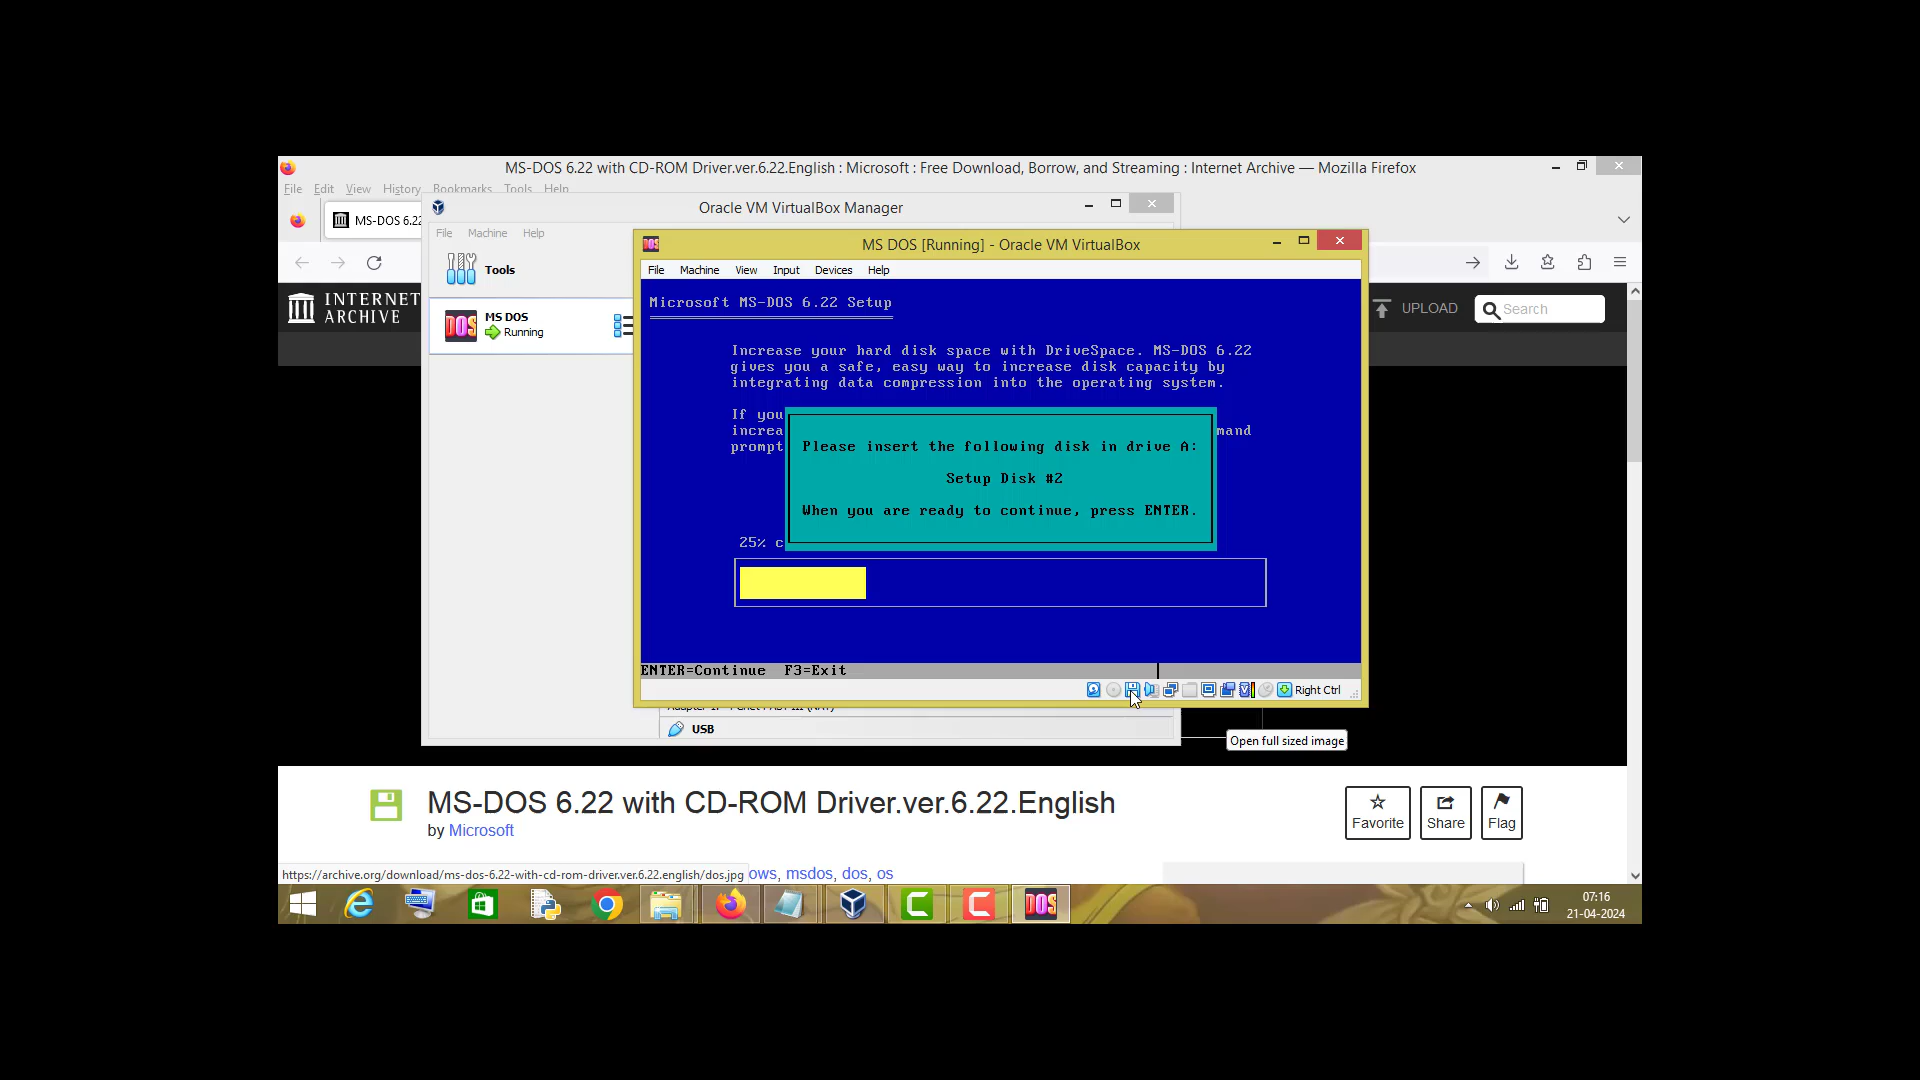 MS-DOS 6.22 with CD-ROM Driver.ver.6.22.English : Microsoft : Free Download, Borrow, and Streaming : Internet Archive — Mozilla Firefox
File Edit View History Bookmarks Tools Help
MS-DOS 6.22
Oracle VM VirtualBox Manager
File Machine Help
Tools
MS DOS
Running
INTERNET
ARCHIVE
UPLOAD
Search
DOS
MS DOS [Running] - Oracle VM VirtualBox
File Machine View Input Devices Help
Microsoft MS-DOS 6.22 Setup
Increase your hard disk space with DriveSpace. MS-DOS 6.22
gives you a safe, easy way to increase disk capacity by
integrating data compression into the operating system.
If you
increa mand
prompt
Please insert the following disk in drive A:
Setup Disk #2
When you are ready to continue, press ENTER.
25% c
ENTER=Continue F3=Exit
Right Ctrl
USB
Open full sized image
MS-DOS 6.22 with CD-ROM Driver.ver.6.22.English
by Microsoft
Favorite
Share
Flag
https://archive.org/download/ms-dos-6.22-with-cd-rom-driver.ver.6.22.english/dos.jpg
ows, msdos, dos, os
DOS
07:16
21-04-2024